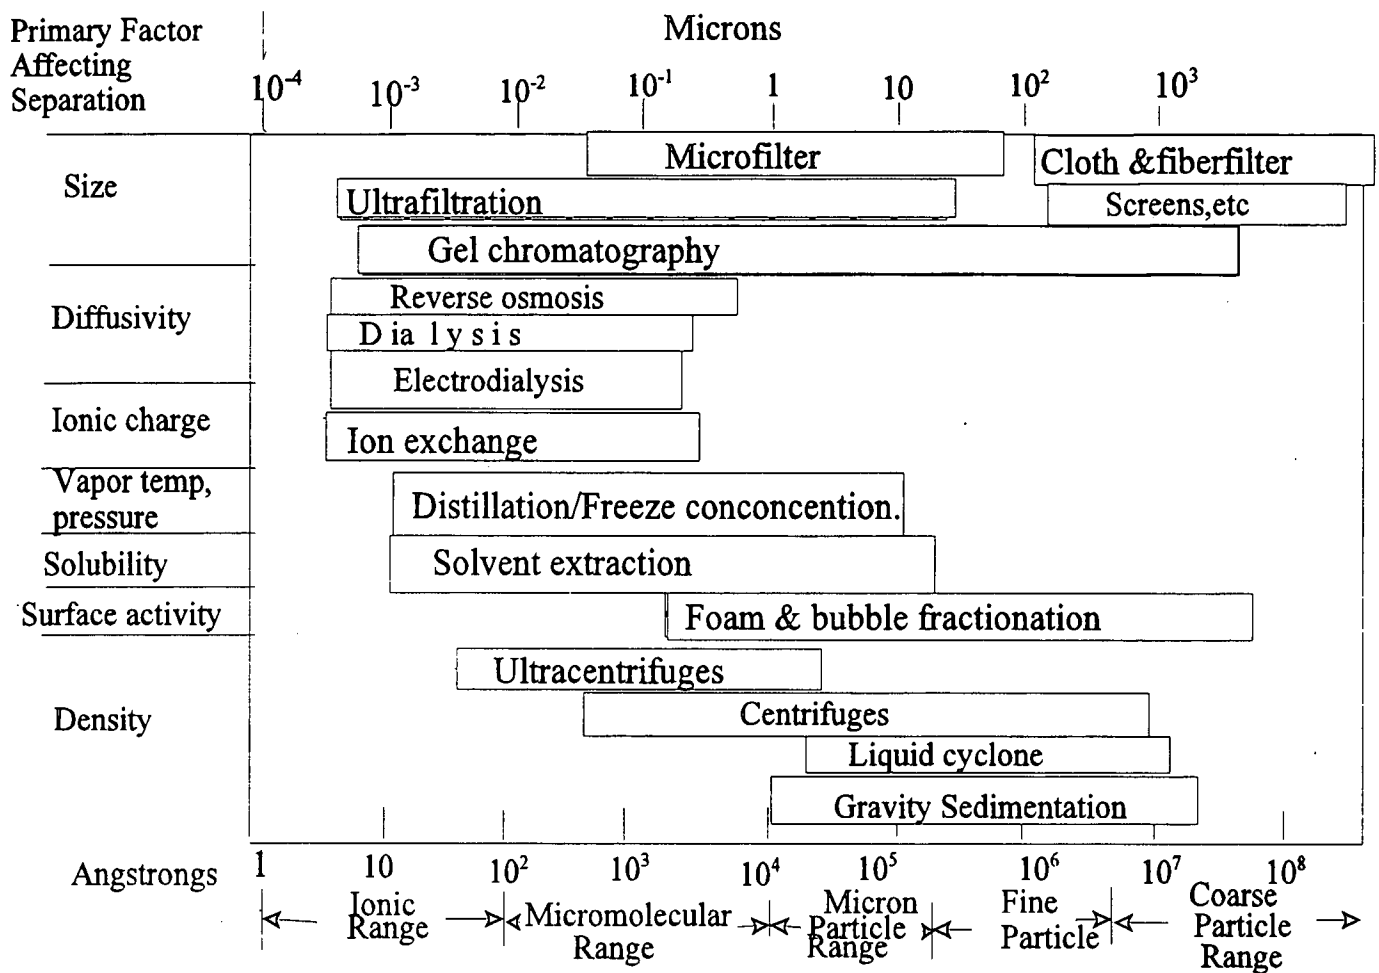 Primary Factor
Affecting
Separation
Microns
10⁻⁴ 10⁻³ 10⁻² 10⁻¹ 1 10 10² 10³
Size
Microfilter
Cloth &fiberfilter
Ultrafiltration
Screens,etc
Gel chromatography
Diffusivity
Reverse osmosis
D ia l y s i s
Electrodialysis
Ionic charge
Ion exchange
Vapor temp,
pressure
Distillation/Freeze conconcention.
Solubility
Solvent extraction
Surface activity
Foam & bubble fractionation
Density
Ultracentrifuges
Centrifuges
Liquid cyclone
Gravity Sedimentation
Angstrongs
1 10 10² 10³ 10⁴ 10⁵ 10⁶ 10⁷ 10⁸
Ionic
Range
Micromolecular
Range
Micron
Particle
Range
Fine
Particle
Coarse
Particle
Range